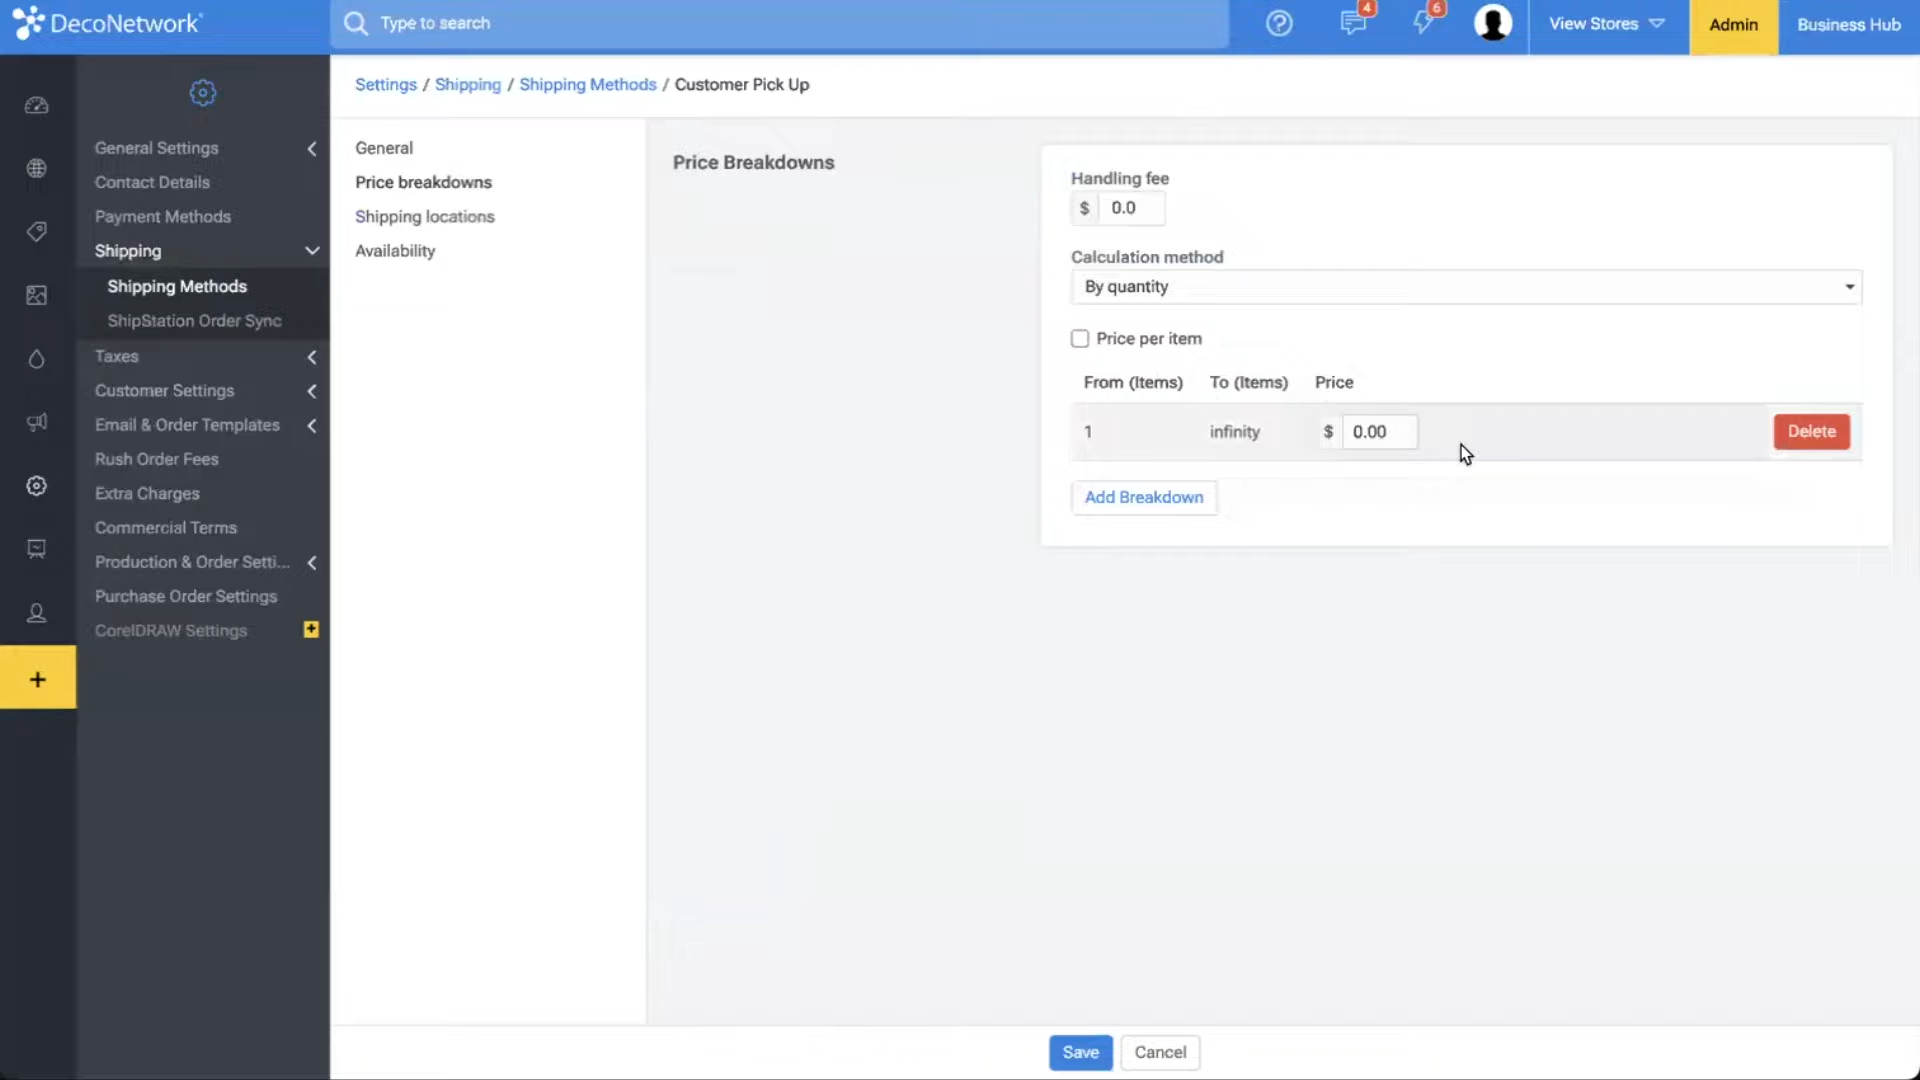 DecoNetwork
Type to search
4
6
View Stores
Admin
Business Hub
Settings / Shipping / Shipping Methods / Customer Pick Up
General Settings
Contact Details
Payment Methods
Shipping
Shipping Methods
ShipStation Order Sync
Taxes
Customer Settings
Email & Order Templates
Rush Order Fees
Extra Charges
Commercial Terms
Production & Order Setti...
Purchase Order Settings
CorelDRAW Settings
+
+
General
Price breakdowns
Shipping locations
Availability
Price Breakdowns
Handling fee
$ 0.0
Calculation method
By quantity
Price per item
From (Items) To (Items) Price
1 infinity $ 0.00 Delete
Add Breakdown
Save Cancel